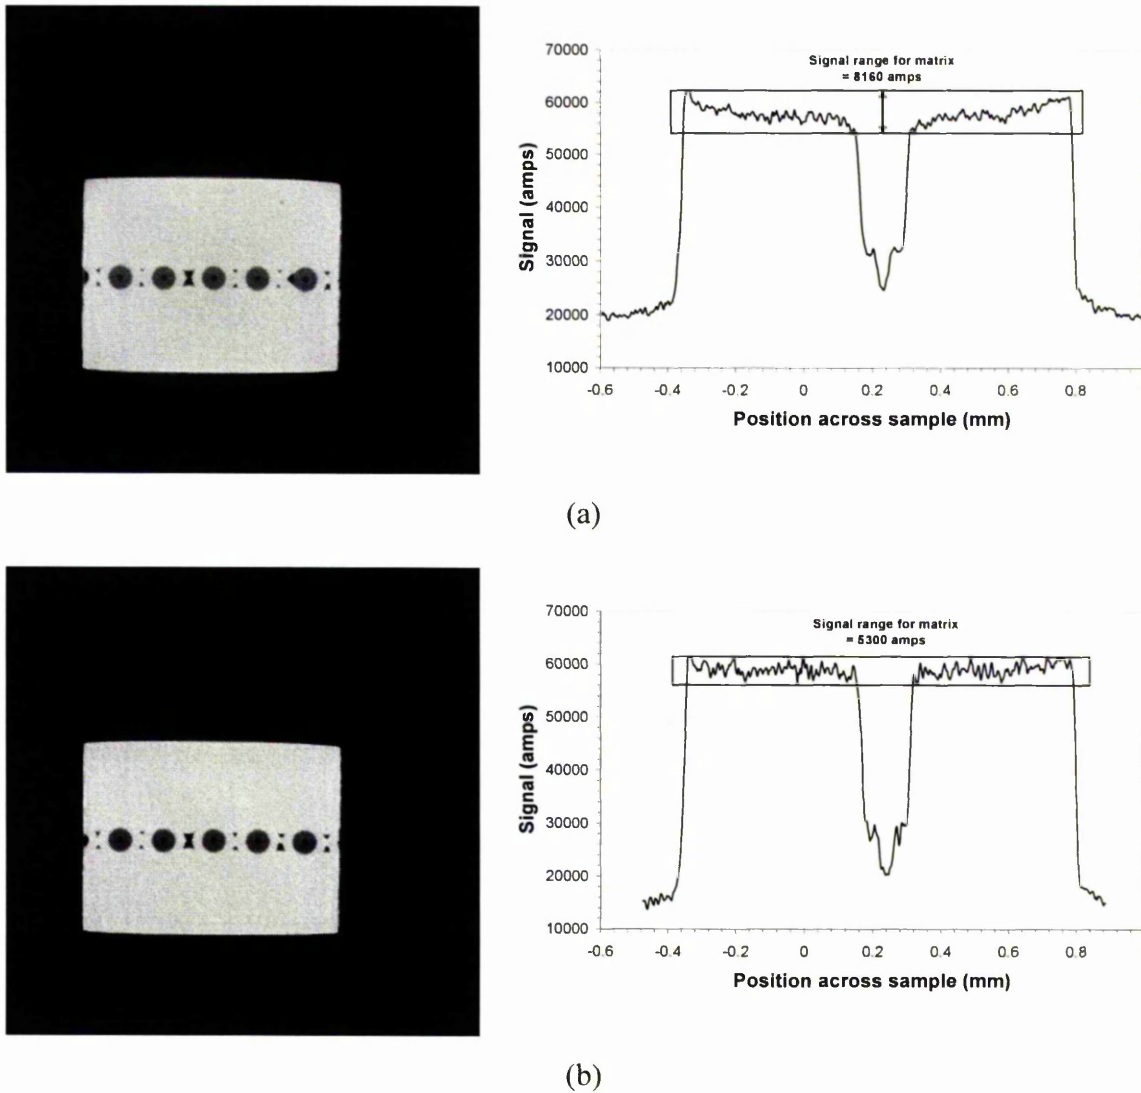 70000
Signal range for matrix
= 8160 amps
60000
50000
40000
30000
20000
10000
Signal (amps)
-0.6 -0.4 -0.2 0 0.2 0.4 0.6 0.8
Position across sample (mm)
(a)
70000
Signal range for matrix
= 5300 amps
60000
50000
40000
30000
20000
10000
Signal (amps)
-0.6 -0.4 -0.2 0 0.2 0.4 0.6 0.8
Position across sample (mm)
(b)